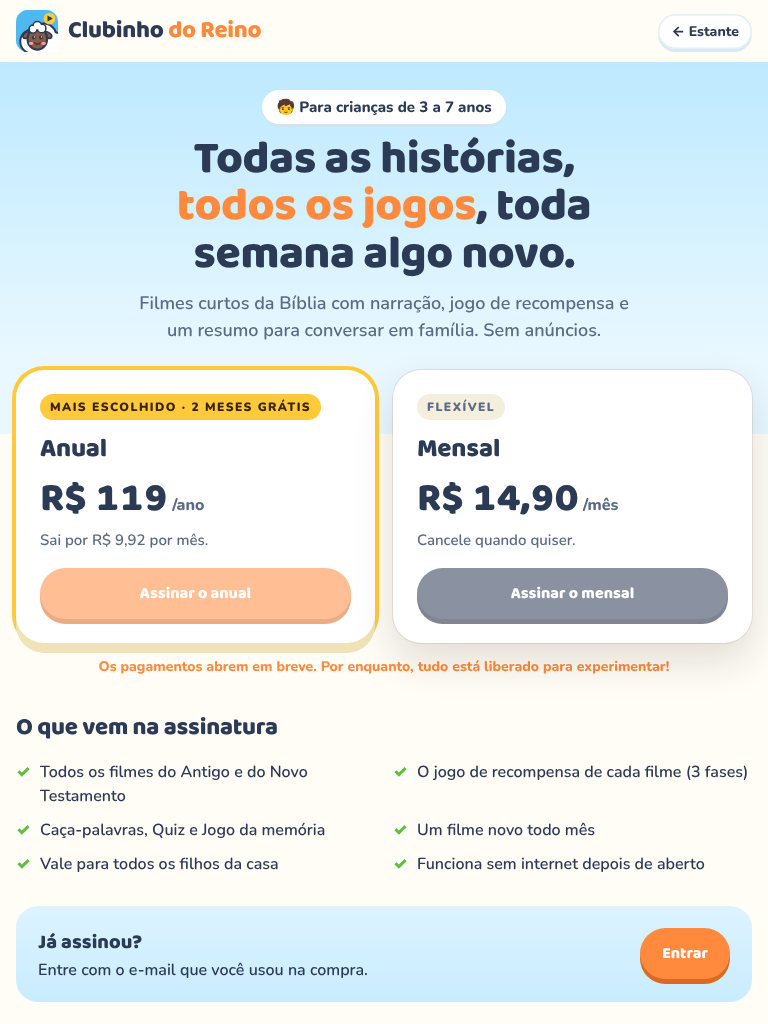 Clubinho do Reino
← Estante
🧒 Para crianças de 3 a 7 anos
Todas as histórias,
todos os jogos, toda
semana algo novo.
Filmes curtos da Bíblia com narração, jogo de recompensa e
um resumo para conversar em família. Sem anúncios.
MAIS ESCOLHIDO · 2 MESES GRÁTIS
Anual
R$ 119 /ano
Sai por R$ 9,92 por mês.
Assinar o anual
FLEXÍVEL
Mensal
R$ 14,90 /mês
Cancele quando quiser.
Assinar o mensal
Os pagamentos abrem em breve. Por enquanto, tudo está liberado para experimentar!
O que vem na assinatura
✓ Todos os filmes do Antigo e do Novo
Testamento
✓ O jogo de recompensa de cada filme (3 fases)
✓ Caça-palavras, Quiz e Jogo da memória
✓ Um filme novo todo mês
✓ Vale para todos os filhos da casa
✓ Funciona sem internet depois de aberto
Já assinou?
Entre com o e-mail que você usou na compra.
Entrar